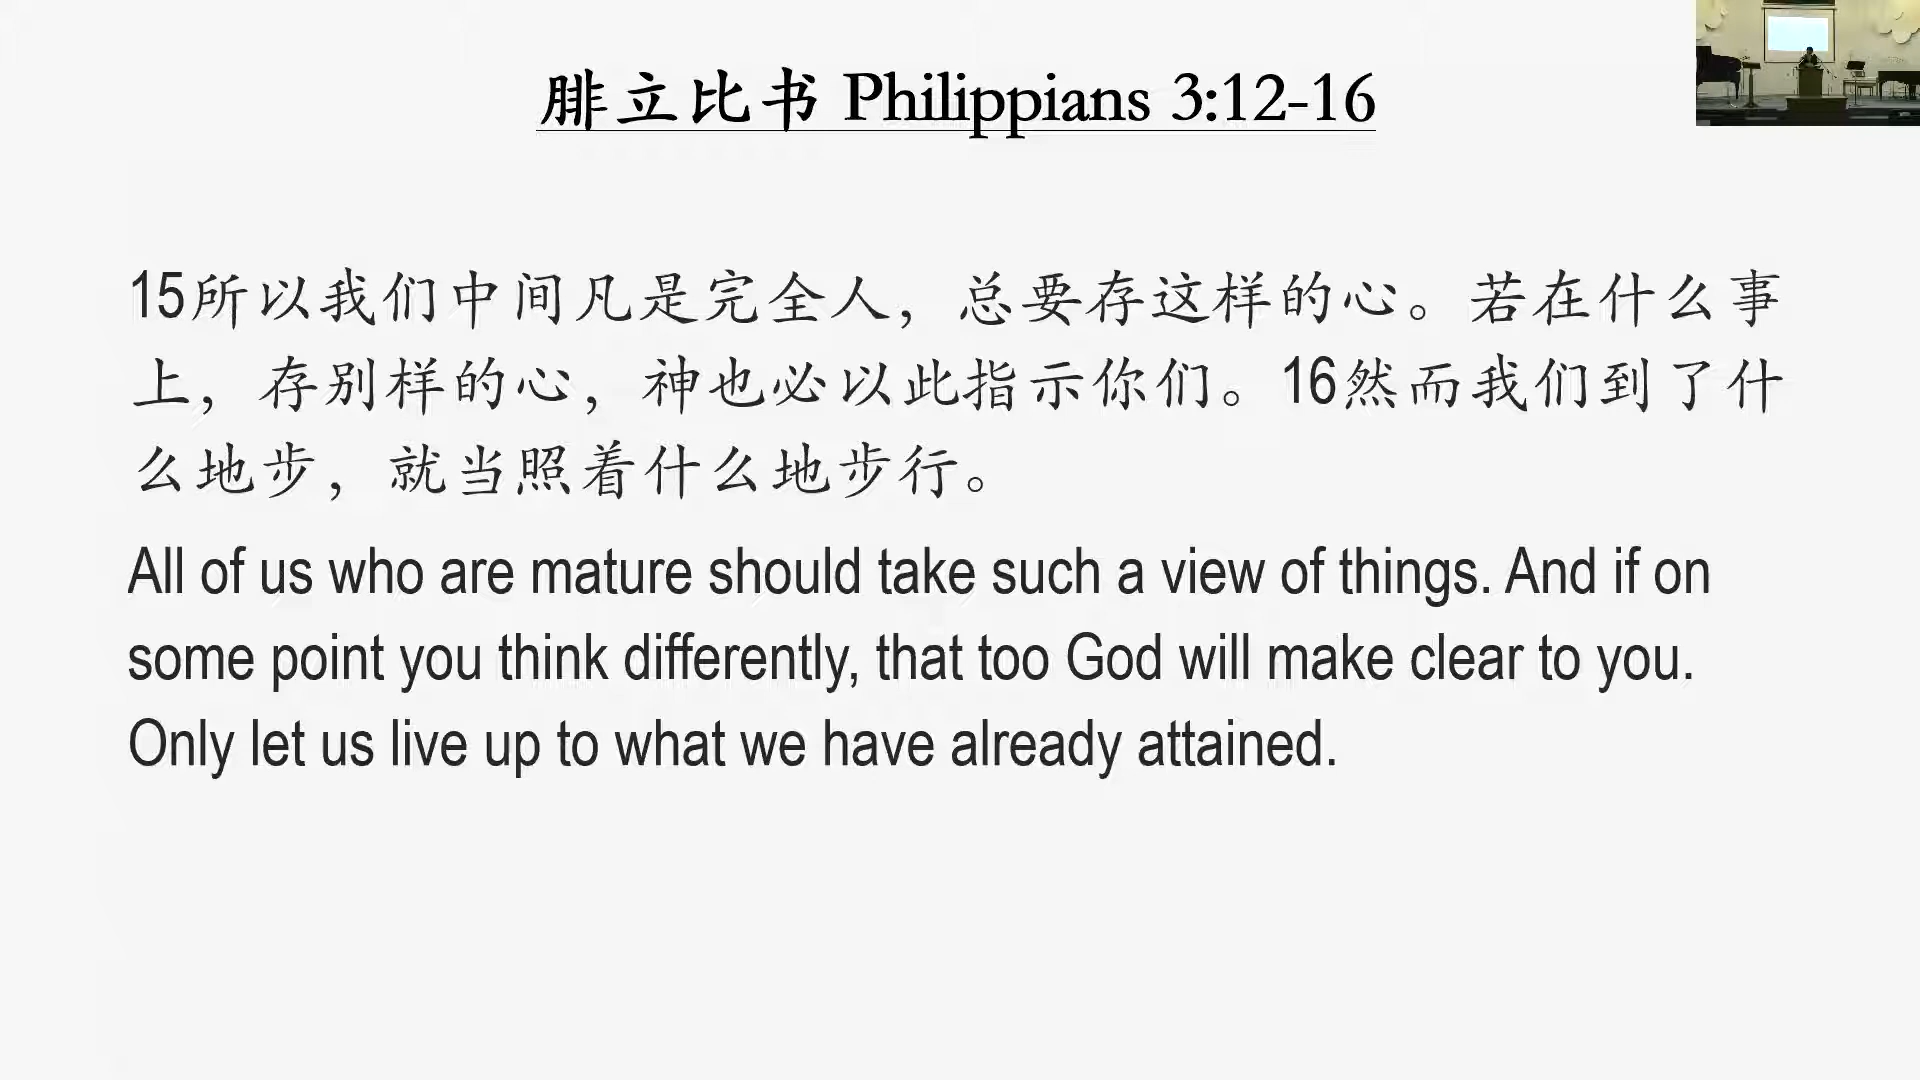 腓立比书 Philippians 3:12-16
15所以我们中间凡是完全人，总要存这样的心。若在什么事
上，存别样的心，神也必以此指示你们。16然而我们到了什
么地步，就当照着什么地步行。
All of us who are mature should take such a view of things. And if on
some point you think differently, that too God will make clear to you.
Only let us live up to what we have already attained.